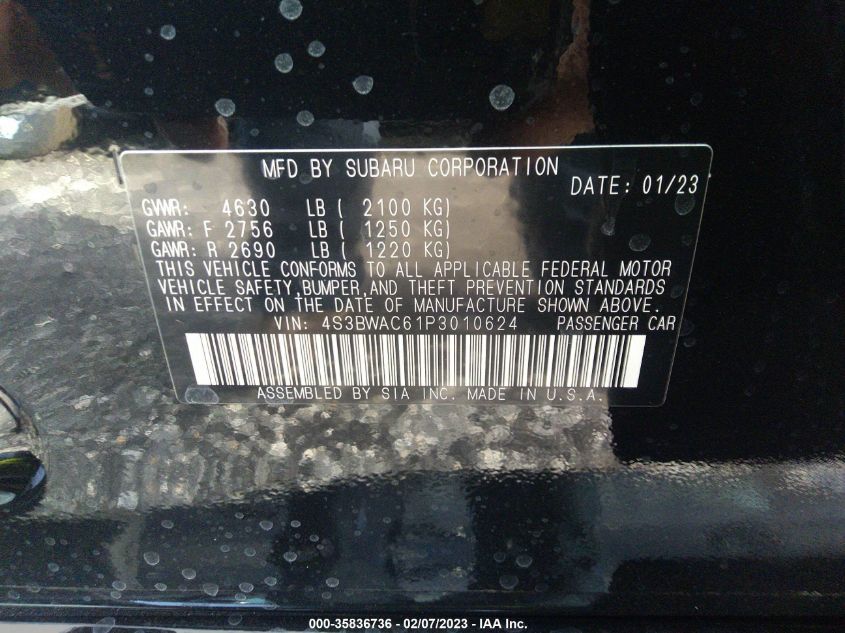 MFD BY SUBARU CORPORATION
DATE: 01/23
GVWR: 4630 LB ( 2100 KG)
GAWR: F 2756 LB ( 1250 KG)
GAWR: R 2690 LB ( 1220 KG)
THIS VEHICLE CONFORMS TO ALL APPLICABLE FEDERAL MOTOR
VEHICLE SAFETY,BUMPER,AND THEFT PREVENTION STANDARDS
IN EFFECT ON THE DATE OF MANUFACTURE SHOWN ABOVE.
VIN: 4S3BWAC61P3010624 PASSENGER CAR
ASSEMBLED BY SIA INC. MADE IN U.S.A.
000-35836736 - 02/07/2023 - IAA Inc.